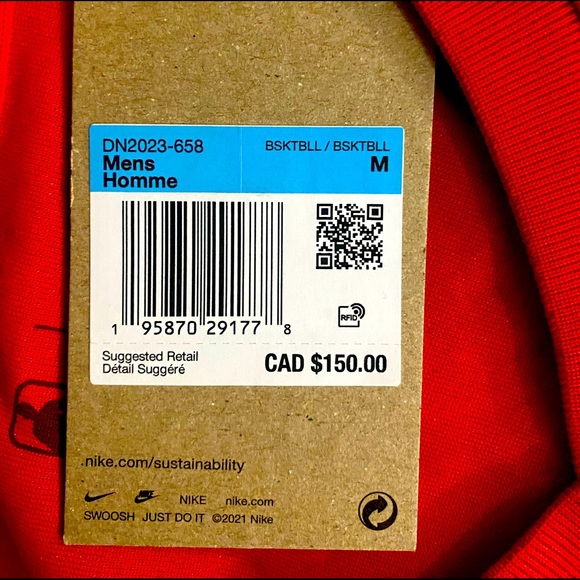 DN2023-658
BSKTBLL / BSKTBLL
Mens
M
Homme
1 95870 29177 8
RFID
Suggested Retail
Détail Suggéré
CAD $150.00
.nike.com/sustainability
NIKE nike.com
SWOOSH JUST DO IT ©2021 Nike